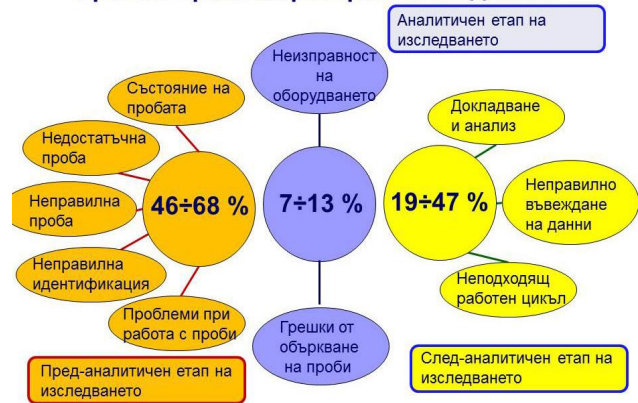 Аналитичен етап на
изследването
Неизправност
на
оборудването
Състояние на
пробата
Недостатъчна
проба
Неправилна
проба
Неправилна
идентификация
Проблеми при
работа с проби
46÷68 %
7÷13 %
19÷47 %
Докладване
и анализ
Неправилно
въвеждане
на данни
Неподходящ
работен цикъл
Грешки от
объркване
на проби
Пред-аналитичен етап на
изследването
След-аналитичен етап на
изследването